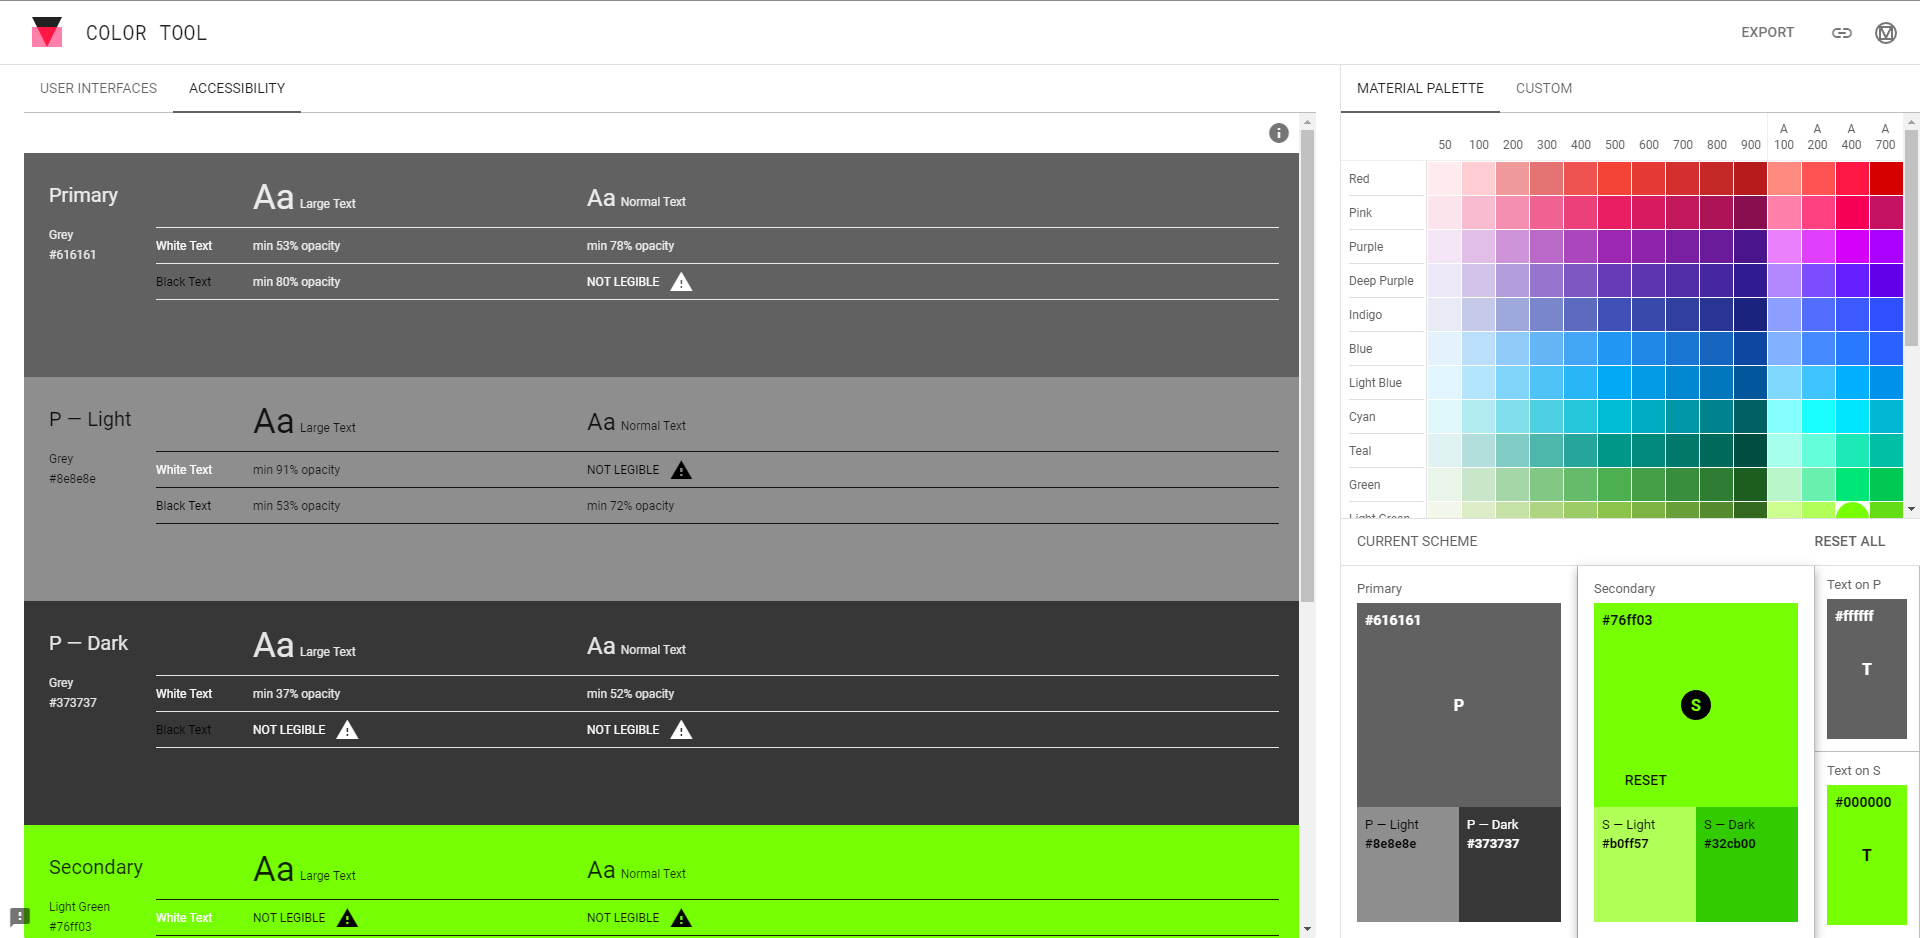 COLOR TOOL
EXPORT
USER INTERFACES ACCESSIBILITY
MATERIAL PALETTE CUSTOM
Primary
Aa Large Text
Aa Normal Text
Grey
#616161
White Text min 53% opacity min 78% opacity
Black Text min 80% opacity NOT LEGIBLE
P — Light
Aa Large Text
Aa Normal Text
Grey
#8e8e8e
White Text min 91% opacity NOT LEGIBLE
Black Text min 53% opacity min 72% opacity
P — Dark
Aa Large Text
Aa Normal Text
Grey
#373737
White Text min 37% opacity min 52% opacity
Black Text NOT LEGIBLE NOT LEGIBLE
Secondary
Aa Large Text
Aa Normal Text
Light Green
#76ff03
White Text NOT LEGIBLE NOT LEGIBLE
A A A A
50 100 200 300 400 500 600 700 800 900 100 200 400 700
Red
Pink
Purple
Deep Purple
Indigo
Blue
Light Blue
Cyan
Teal
Green
Light Green
CURRENT SCHEME RESET ALL
Primary
#616161
P
P — Light
#8e8e8e
P — Dark
#373737
Secondary
#76ff03
S
RESET
S — Light
#b0ff57
S — Dark
#32cb00
Text on P
#ffffff
T
Text on S
#000000
T